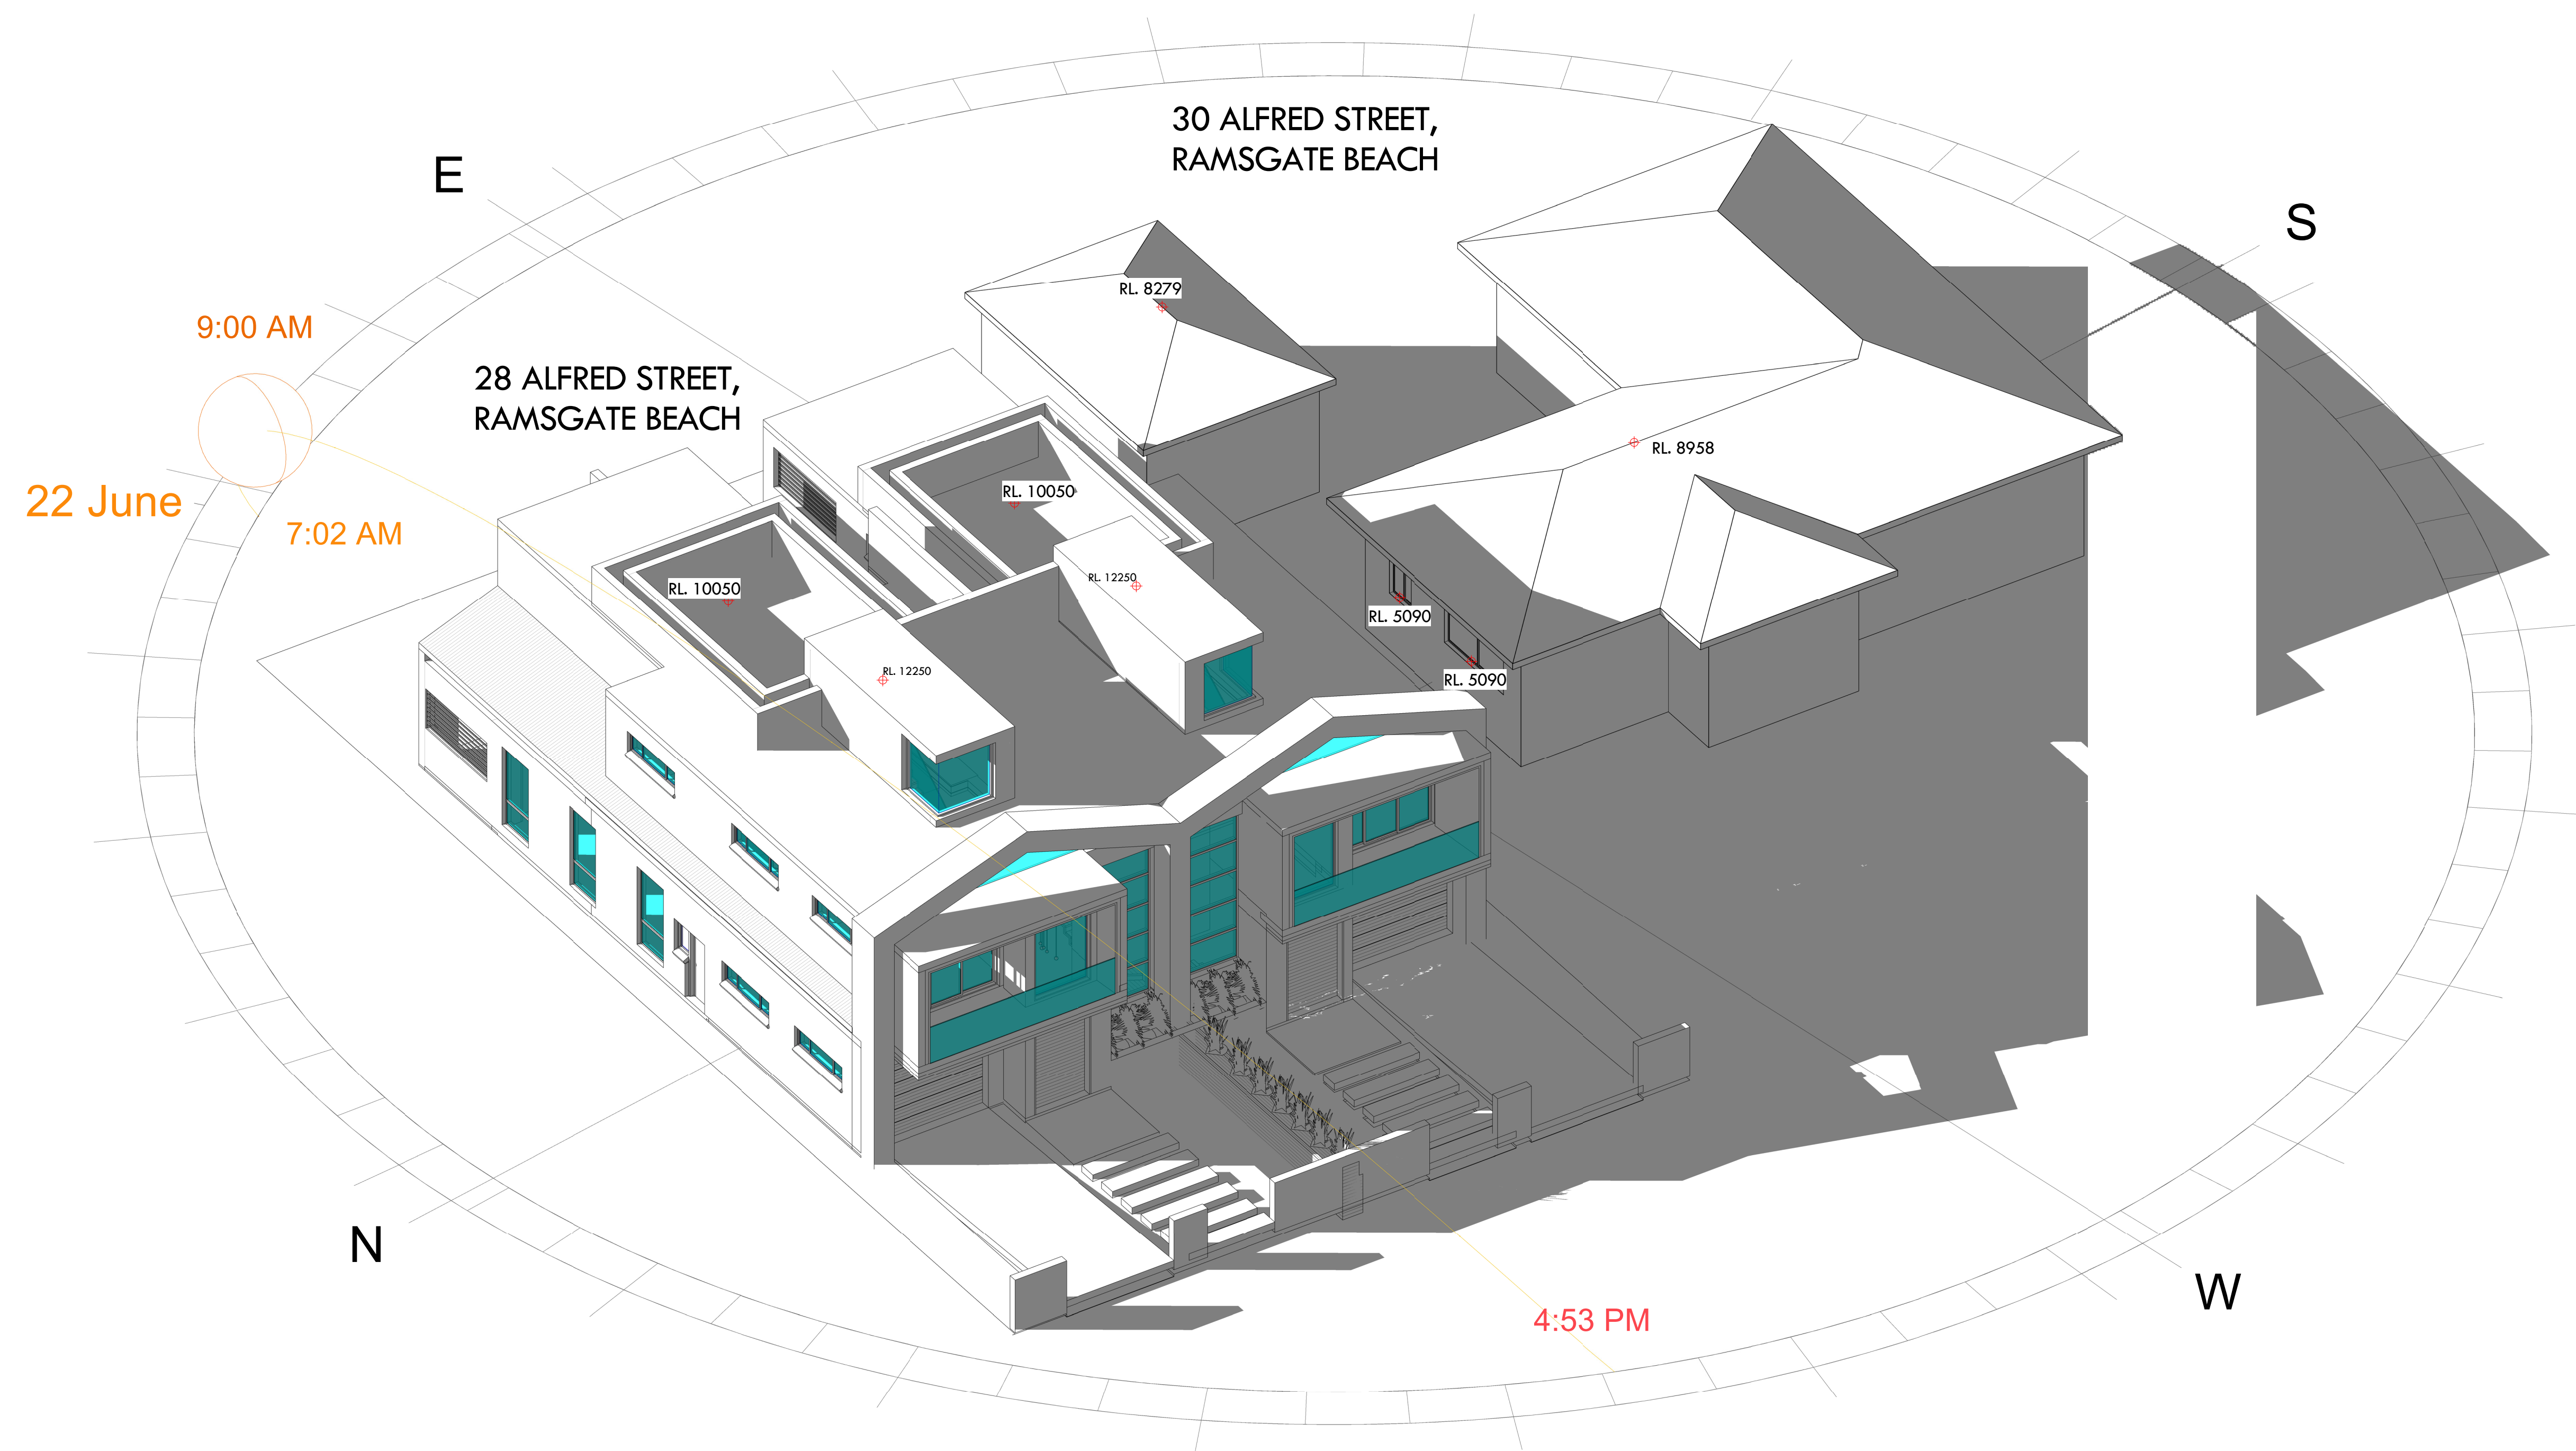 30 ALFRED STREET,
RAMSGATE BEACH
E
S
RL. 8279
9:00 AM
28 ALFRED STREET,
RAMSGATE BEACH
RL. 8958
22 June
7:02 AM
RL. 10050
RL. 12250
RL. 10050
RL. 5090
RL. 12250
RL. 5090
N
W
4:53 PM